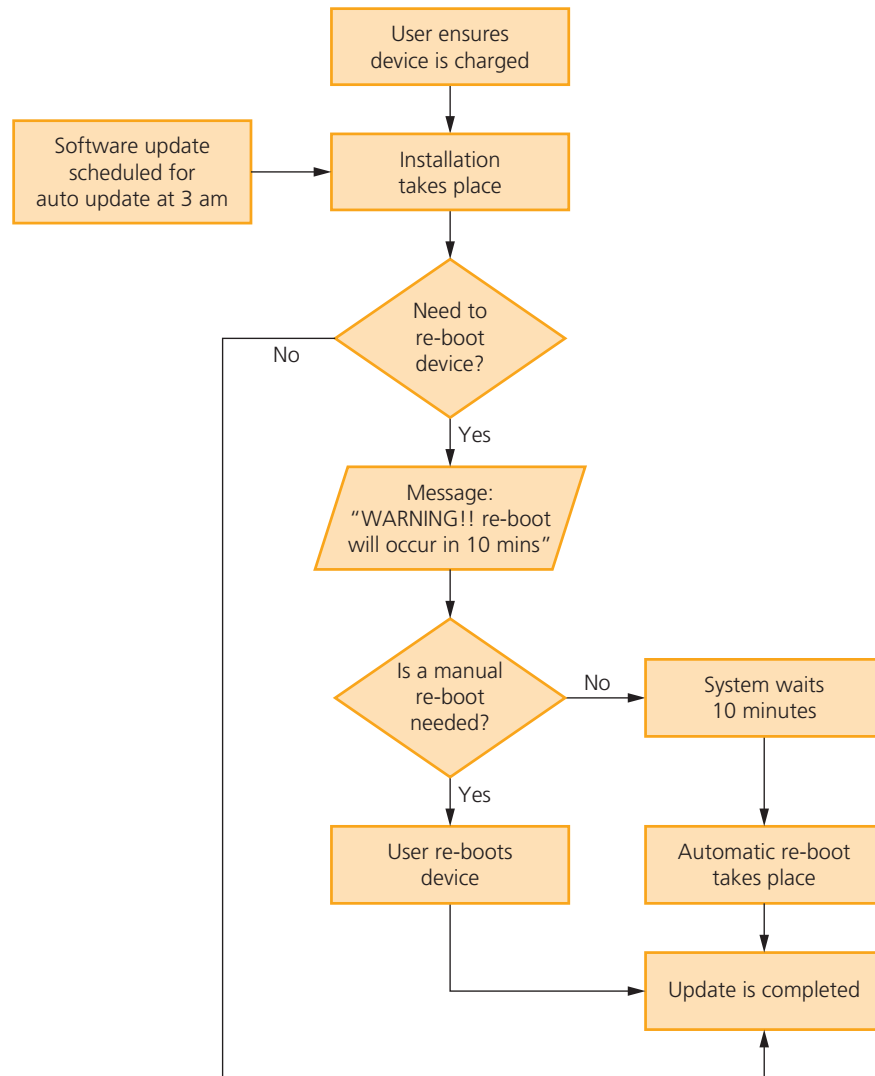 User ensures
device is charged
Software update
scheduled for
auto update at 3 am
Installation
takes place
Need to
re-boot
device?
No
Yes
Message:
“WARNING!! re-boot
will occur in 10 mins”
Is a manual
re-boot
needed?
No
System waits
10 minutes
Yes
User re-boots
device
Automatic re-boot
takes place
Update is completed